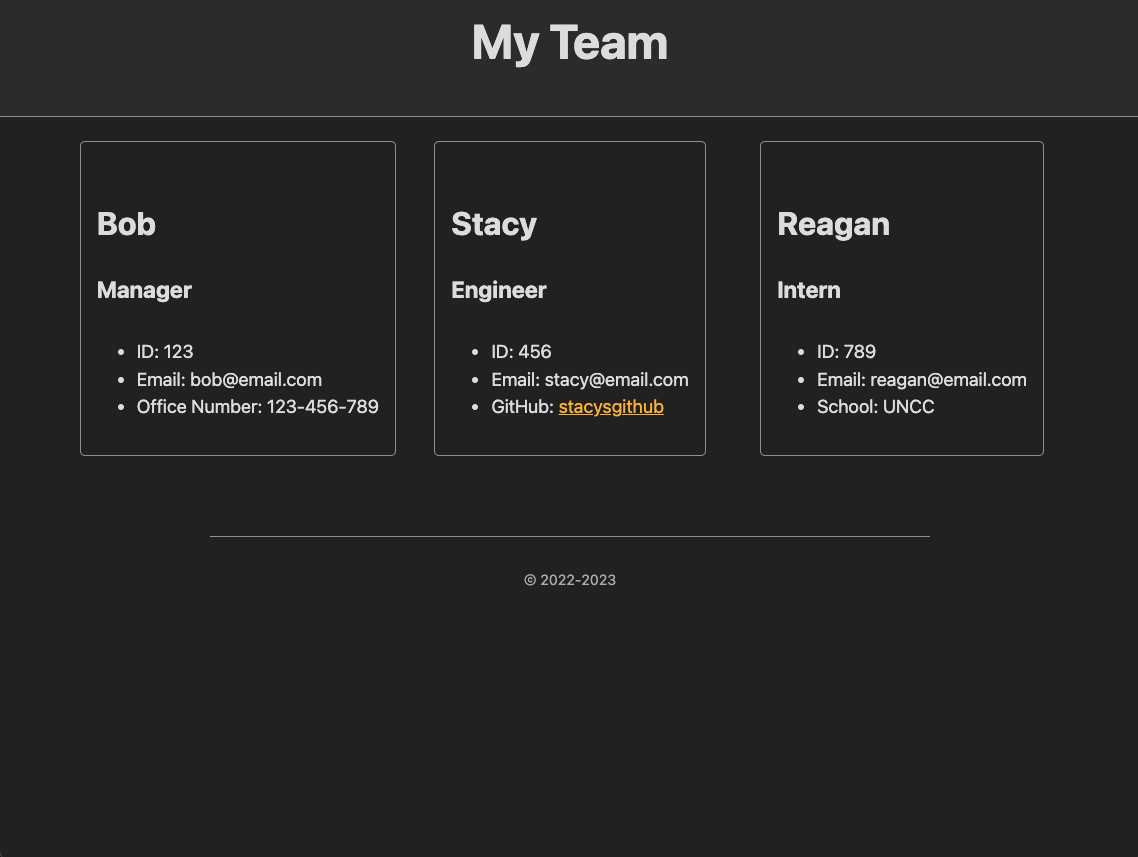 My Team
Bob
Manager
• ID: 123
• Email: bob@email.com
• Office Number: 123-456-789
Stacy
Engineer
• ID: 456
• Email: stacy@email.com
• GitHub: stacysgithub
Reagan
Intern
• ID: 789
• Email: reagan@email.com
• School: UNCC
© 2022-2023